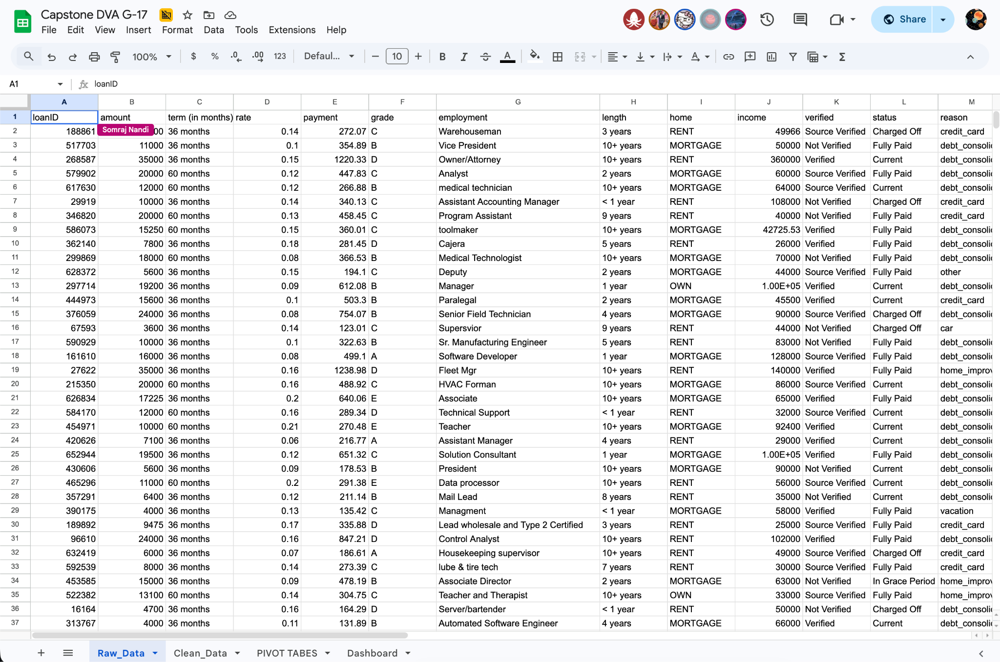 Capstone DVA G-17
File Edit View Insert Format Data Tools Extensions Help
Share
100% $ % .0 .00 123 Defaul... 10 B I A A Σ
A1 fx loanID
A B C D E F G H I J K L M
1 loanID amount term (in months) rate payment grade employment length home income verified status reason
Somraj Nandi
2 188861 00 36 months 0.14 272.07 C Warehouseman 3 years RENT 49966 Source Verified Charged Off credit_card
3 517703 11000 36 months 0.1 354.89 B Vice President 10+ years MORTGAGE 50000 Not Verified Fully Paid debt_consoli
4 268587 35000 36 months 0.15 1220.33 D Owner/Attorney 10+ years RENT 360000 Verified Current debt_consoli
5 579902 20000 60 months 0.12 447.83 C Analyst 2 years MORTGAGE 60000 Source Verified Fully Paid debt_consoli
6 617630 12000 60 months 0.12 266.88 B medical technician 10+ years MORTGAGE 64000 Source Verified Current debt_consoli
7 29919 10000 36 months 0.14 340.13 C Assistant Accounting Manager < 1 year RENT 108000 Not Verified Charged Off credit_card
8 346820 20000 60 months 0.13 458.45 C Program Assistant 9 years RENT 40000 Not Verified Fully Paid credit_card
9 586073 15250 60 months 0.15 360.01 C toolmaker 10+ years MORTGAGE 42725.53 Verified Fully Paid debt_consoli
10 362140 7800 36 months 0.18 281.45 D Cajera 5 years RENT 26000 Verified Fully Paid debt_consoli
11 299869 18000 60 months 0.08 366.53 B Medical Technologist 10+ years MORTGAGE 70000 Not Verified Fully Paid debt_consoli
12 628372 5600 36 months 0.15 194.1 C Deputy 2 years MORTGAGE 44000 Source Verified Fully Paid other
13 297714 19200 36 months 0.09 612.08 B Manager 1 year OWN 1.00E+05 Verified Current debt_consoli
14 444973 15600 36 months 0.1 503.3 B Paralegal 2 years MORTGAGE 45500 Verified Current credit_card
15 376059 24000 36 months 0.08 754.07 B Senior Field Technician 4 years MORTGAGE 90000 Source Verified Charged Off debt_consoli
16 67593 3600 36 months 0.14 123.01 C Supersvior 9 years RENT 44000 Not Verified Charged Off car
17 590929 10000 36 months 0.1 322.63 B Sr. Manufacturing Engineer 5 years RENT 83000 Not Verified Fully Paid debt_consoli
18 161610 16000 36 months 0.08 499.1 A Software Developer 1 year MORTGAGE 128000 Source Verified Fully Paid debt_consoli
19 27622 35000 36 months 0.16 1238.98 D Fleet Mgr 10+ years RENT 140000 Verified Fully Paid home_improv
20 215350 20000 60 months 0.16 488.92 C HVAC Forman 10+ years MORTGAGE 86000 Source Verified Current debt_consoli
21 626834 17225 36 months 0.2 640.06 E Associate 10+ years MORTGAGE 65000 Verified Fully Paid debt_consoli
22 584170 12000 60 months 0.16 289.34 D Technical Support < 1 year RENT 32000 Source Verified Current debt_consoli
23 454971 10000 60 months 0.21 270.48 E Teacher 10+ years MORTGAGE 92400 Verified Current debt_consoli
24 420626 7100 36 months 0.06 216.77 A Assistant Manager 4 years RENT 29000 Verified Current debt_consoli
25 652944 19500 36 months 0.12 651.32 C Solution Consultant 1 year MORTGAGE 1.00E+05 Verified Fully Paid debt_consoli
26 430606 5600 36 months 0.09 178.53 B President 10+ years MORTGAGE 90000 Not Verified Current debt_consoli
27 465296 11000 60 months 0.2 291.38 E Data processor 10+ years RENT 56000 Source Verified Current debt_consoli
28 357291 6400 36 months 0.12 211.14 B Mail Lead 8 years RENT 35000 Not Verified Current debt_consoli
29 390175 4000 36 months 0.13 135.42 C Managment < 1 year MORTGAGE 58000 Verified Fully Paid vacation
30 189892 9475 36 months 0.17 335.88 D Lead wholesale and Type 2 Certified 3 years RENT 25000 Source Verified Fully Paid credit_card
31 96610 24000 36 months 0.16 847.21 D Control Analyst 10+ years RENT 102000 Verified Fully Paid debt_consoli
32 632419 6000 36 months 0.07 186.61 A Housekeeping supervisor 10+ years RENT 49000 Source Verified Charged Off credit_card
33 592539 8000 36 months 0.14 273.39 C lube & tire tech 7 years RENT 30000 Source Verified Fully Paid credit_card
34 453585 15000 36 months 0.09 478.19 B Associate Director 2 years MORTGAGE 63000 Not Verified In Grace Period home_improv
35 522382 13100 60 months 0.14 304.75 C Teacher and Therapist 10+ years OWN 33000 Source Verified Fully Paid home_improv
36 16164 4700 36 months 0.16 164.29 D Server/bartender < 1 year RENT 50000 Not Verified Charged Off debt_consoli
37 313767 4000 36 months 0.11 131.89 B Automated Software Engineer 4 years MORTGAGE 66000 Verified Current debt_consoli
Raw_Data Clean_Data PIVOT TABES Dashboard